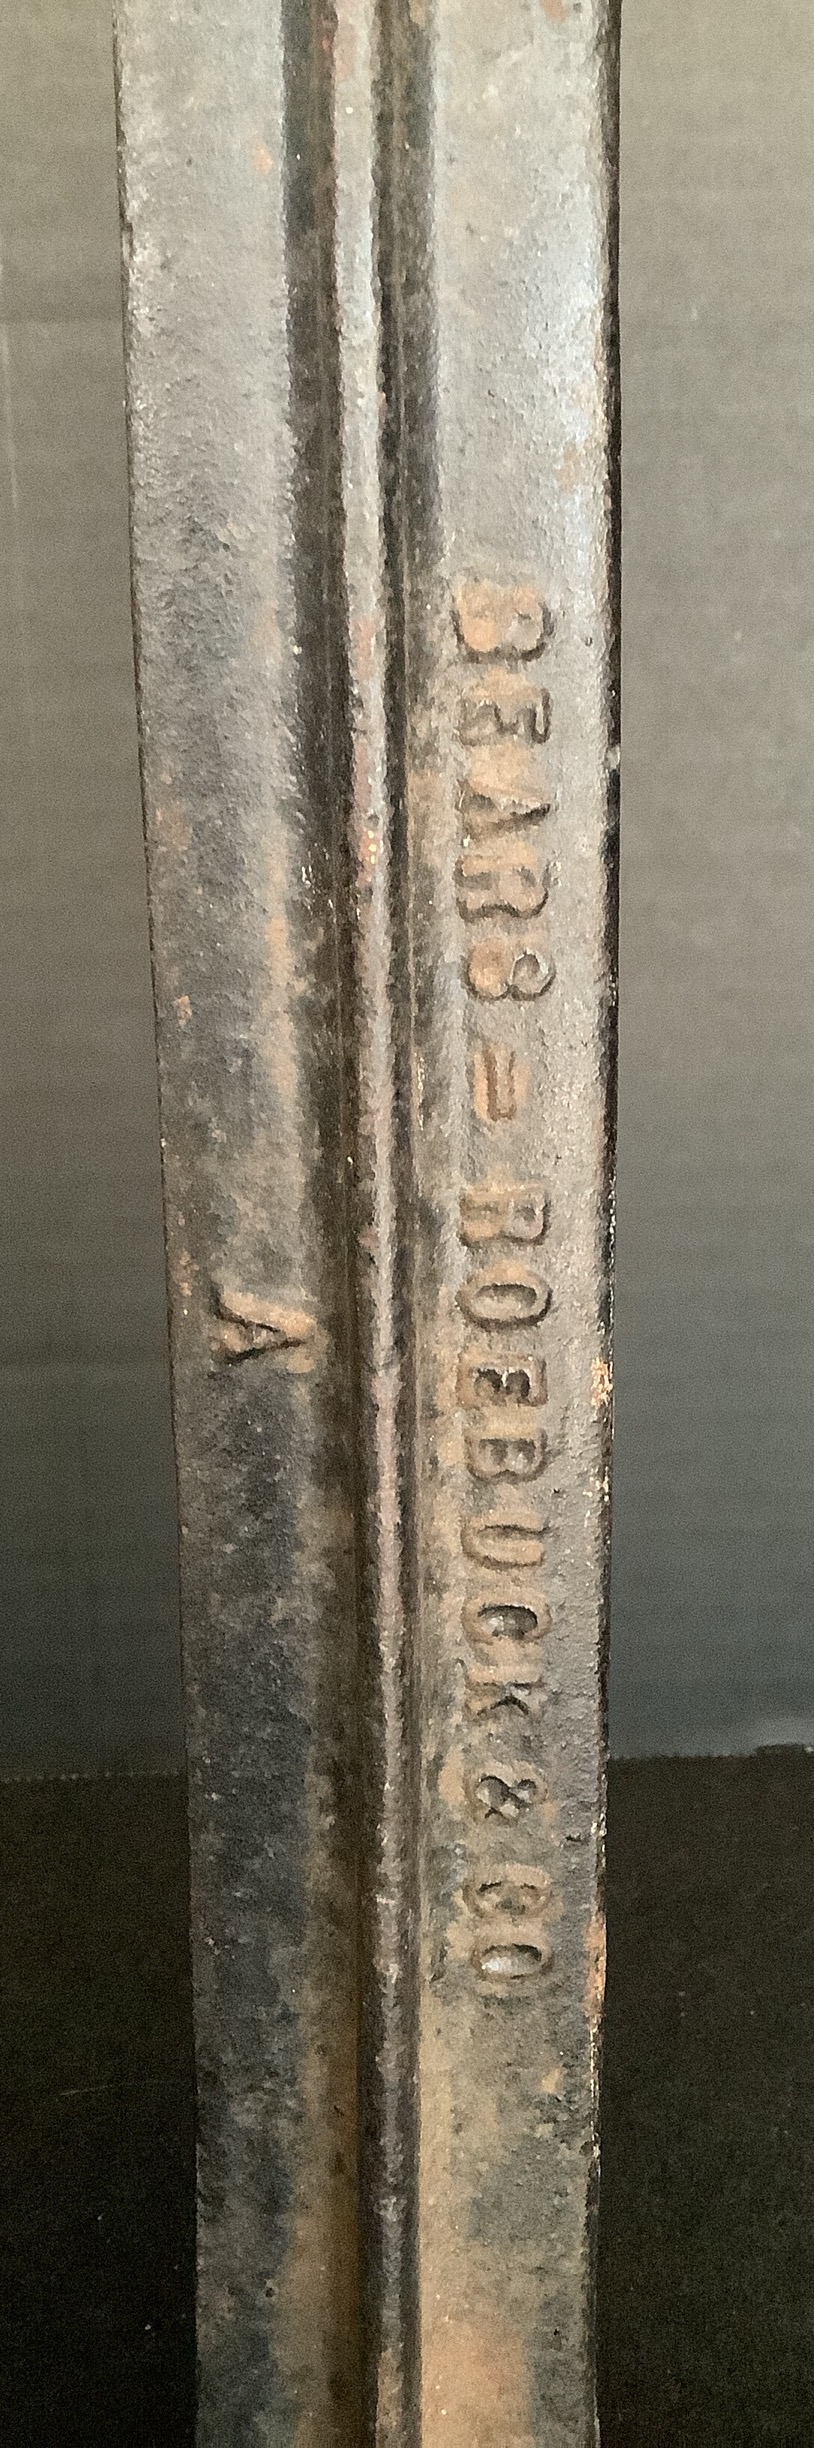 SEARS = ROEBUCK & CO
A